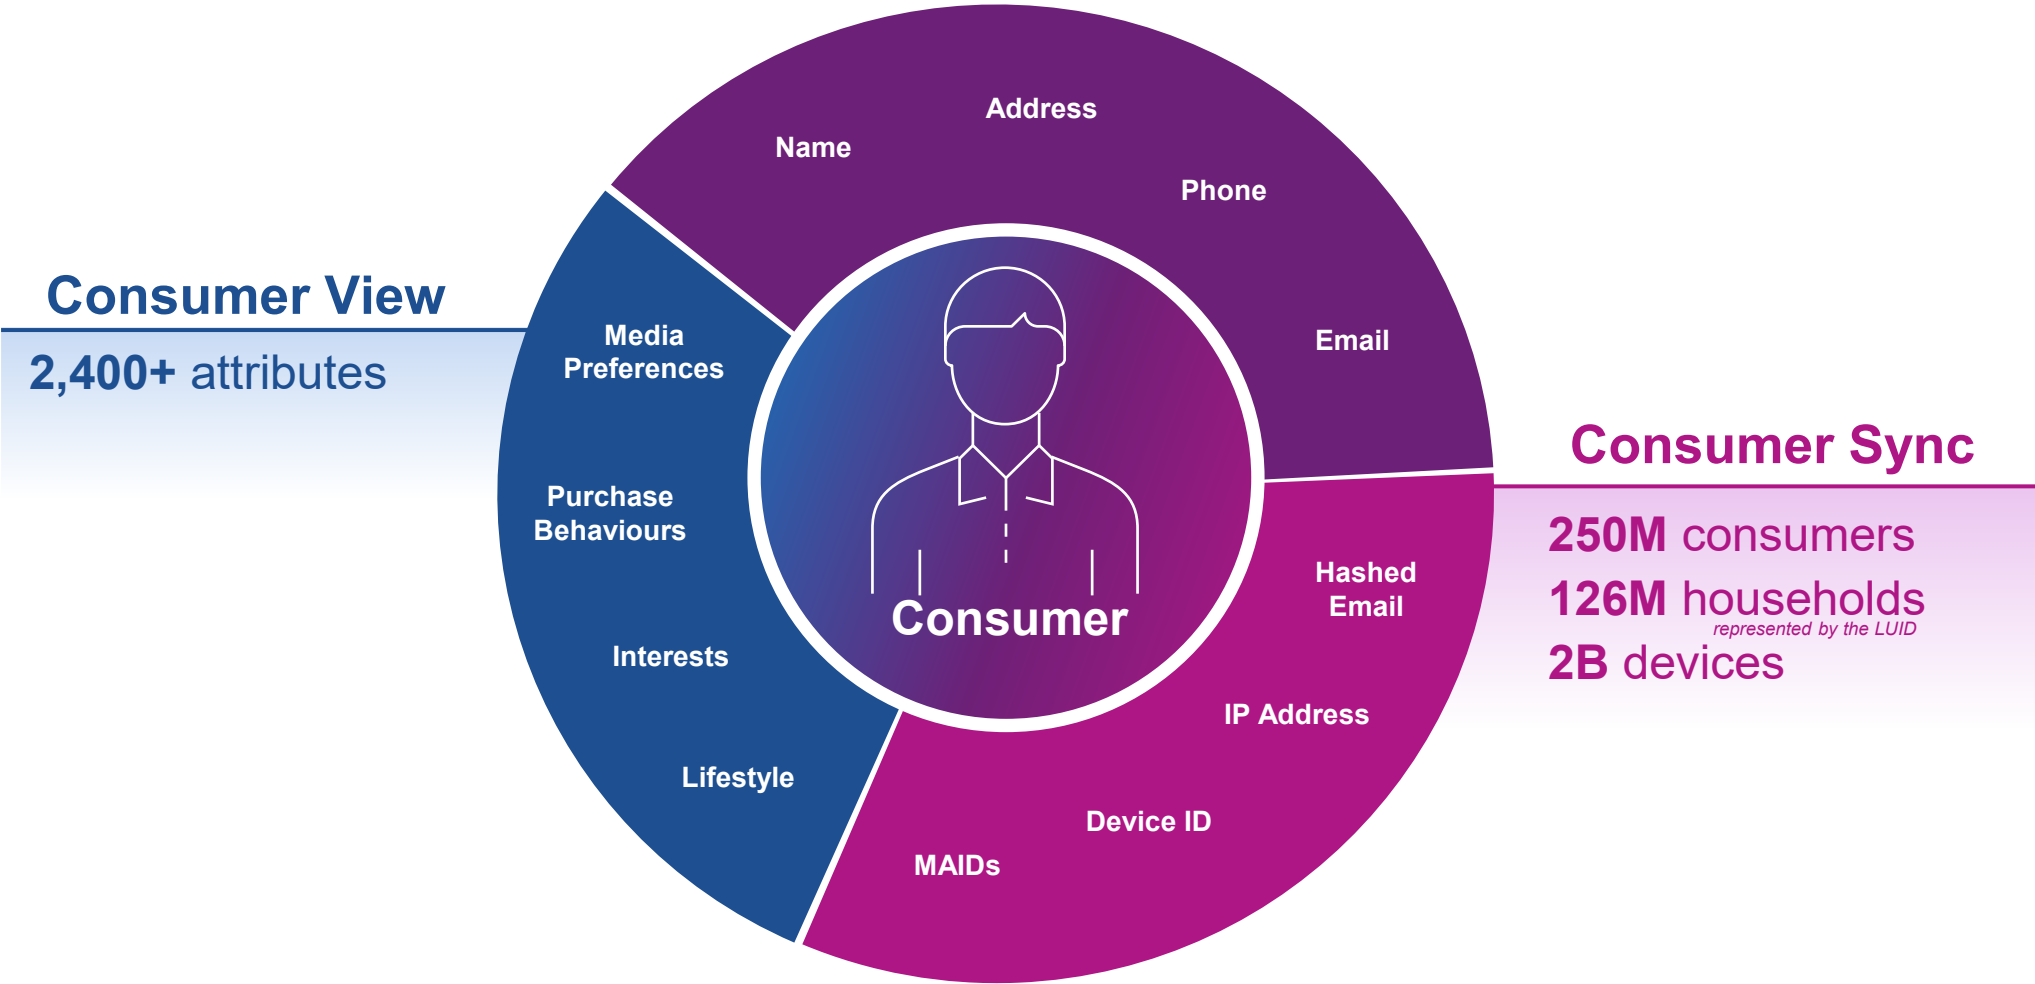 Address
Name
Phone
Email
Consumer View
2,400+ attributes
Media
Preferences
Purchase
Behaviours
Interests
Lifestyle
Consumer
Consumer Sync
250M consumers
126M households
represented by the LUID
2B devices
Hashed
Email
IP Address
Device ID
MAIDs